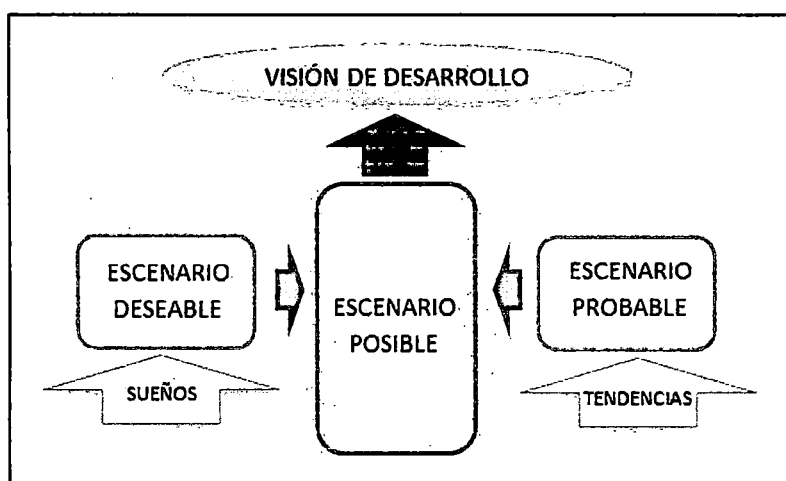 VISIÓN DE DESARROLLO
ESCENARIO
DESEABLE
ESCENARIO
POSIBLE
ESCENARIO
PROBABLE
SUEÑOS
TENDENCIAS